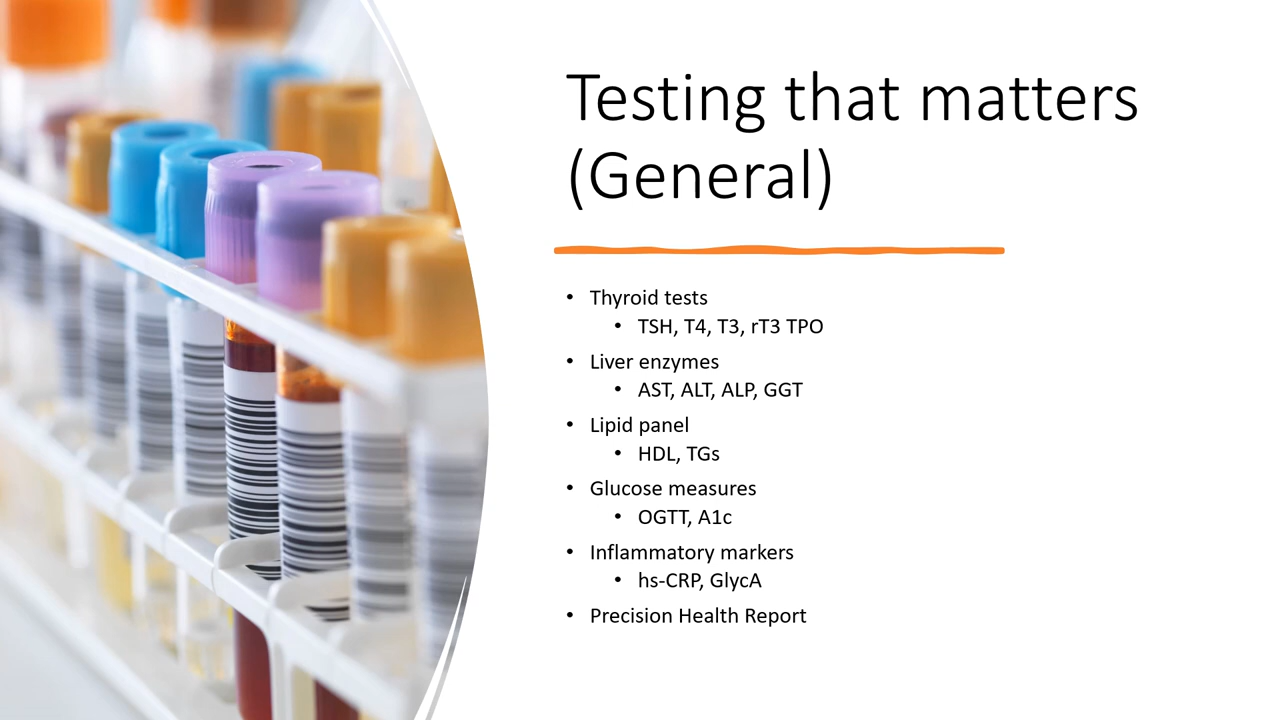 Testing that matters
(General)
• Thyroid tests
• TSH, T4, T3, rT3 TPO
• Liver enzymes
• AST, ALT, ALP, GGT
• Lipid panel
• HDL, TGs
• Glucose measures
• OGTT, A1c
• Inflammatory markers
• hs-CRP, GlycA
• Precision Health Report